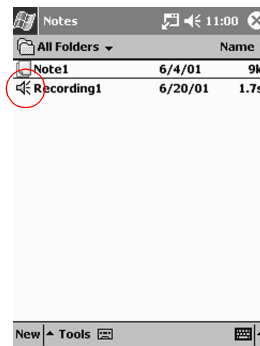 Notes 11:00
All Folders Name
Note1 6/4/01 9k
Recording1 6/20/01 1.7s
New Tools